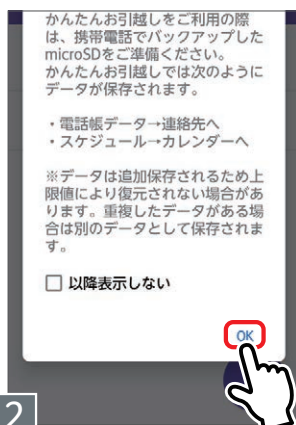 かんたんお引越しをご利用の際
は、携帯電話でバックアップした
microSDをご準備ください。
かんたんお引越しでは次のように
データが保存されます。
・電話帳データ→連絡先へ
・スケジュール→カレンダーへ
※データは追加保存されるため上
限値により復元されない場合があ
ります。重複したデータがある場
合は別のデータとして保存されま
す。
以降表示しない
OK
2